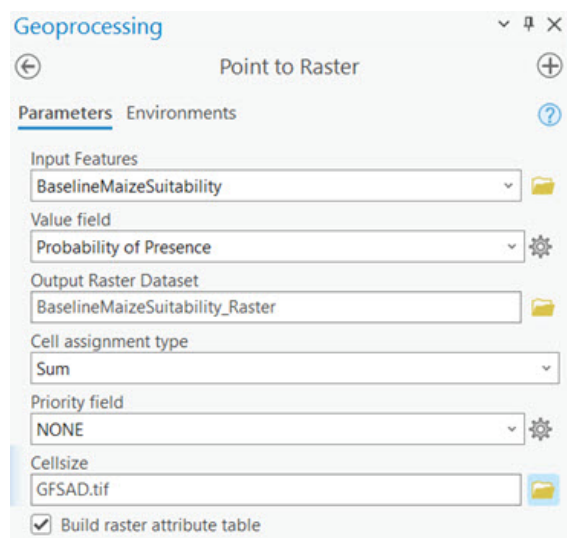 Geoprocessing
Point to Raster
Parameters Environments
Input Features
BaselineMaizeSuitability
Value field
Probability of Presence
Output Raster Dataset
BaselineMaizeSuitability_Raster
Cell assignment type
Sum
Priority field
NONE
Cellsize
GFSAD.tif
Build raster attribute table